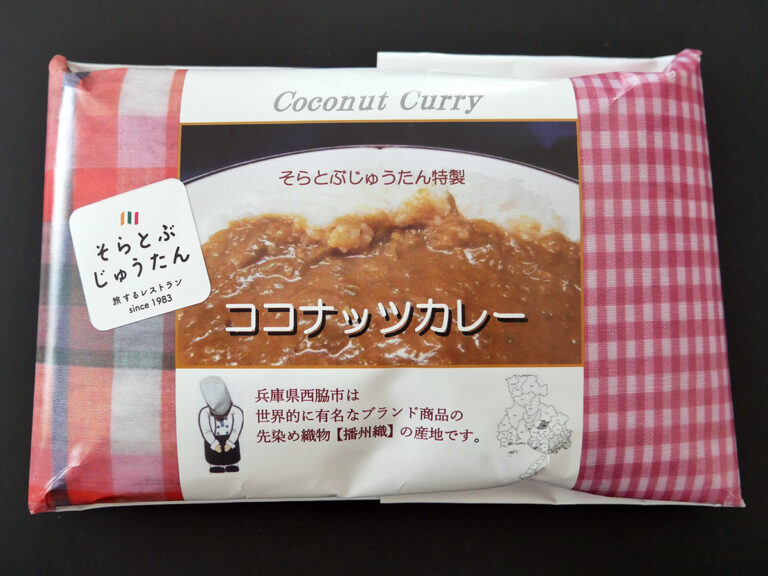 Coconut Curry
そらとぶじゅうたん特製
そらとぶ
じゅうたん
旅するレストラン
since 1983
ココナッツカレー
兵庫県西脇市は
世界的に有名なブランド商品の
先染め織物【播州織】の産地です。